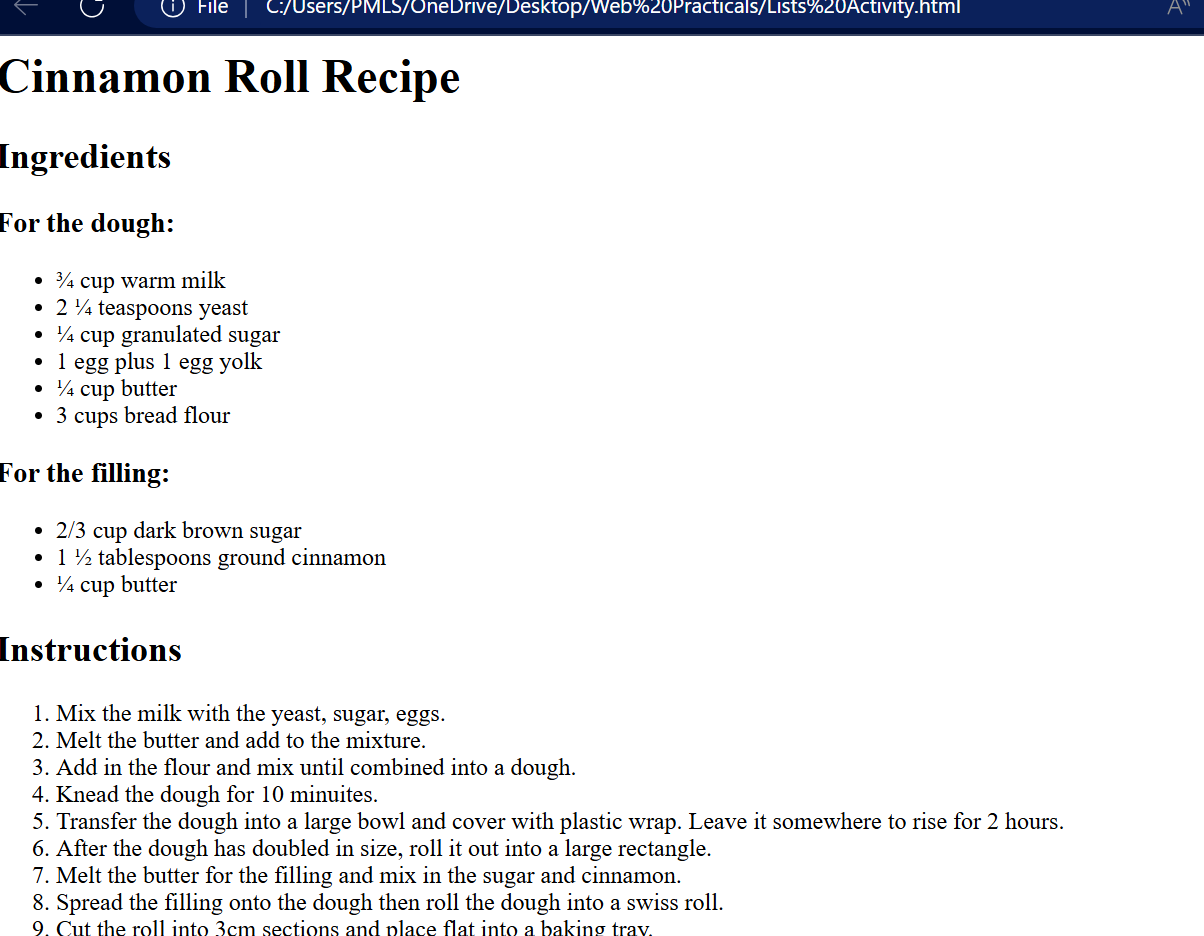 File | C:/Users/PMLS/OneDrive/Desktop/Web%20Practicals/Lists%20Activity.html A"
Cinnamon Roll Recipe
Ingredients
For the dough:
• ¾ cup warm milk
• 2 ¼ teaspoons yeast
• ¼ cup granulated sugar
• 1 egg plus 1 egg yolk
• ¼ cup butter
• 3 cups bread flour
For the filling:
• 2/3 cup dark brown sugar
• 1 ½ tablespoons ground cinnamon
• ¼ cup butter
Instructions
1. Mix the milk with the yeast, sugar, eggs.
2. Melt the butter and add to the mixture.
3. Add in the flour and mix until combined into a dough.
4. Knead the dough for 10 minuites.
5. Transfer the dough into a large bowl and cover with plastic wrap. Leave it somewhere to rise for 2 hours.
6. After the dough has doubled in size, roll it out into a large rectangle.
7. Melt the butter for the filling and mix in the sugar and cinnamon.
8. Spread the filling onto the dough then roll the dough into a swiss roll.
9. Cut the roll into 3cm sections and place flat into a baking tray.